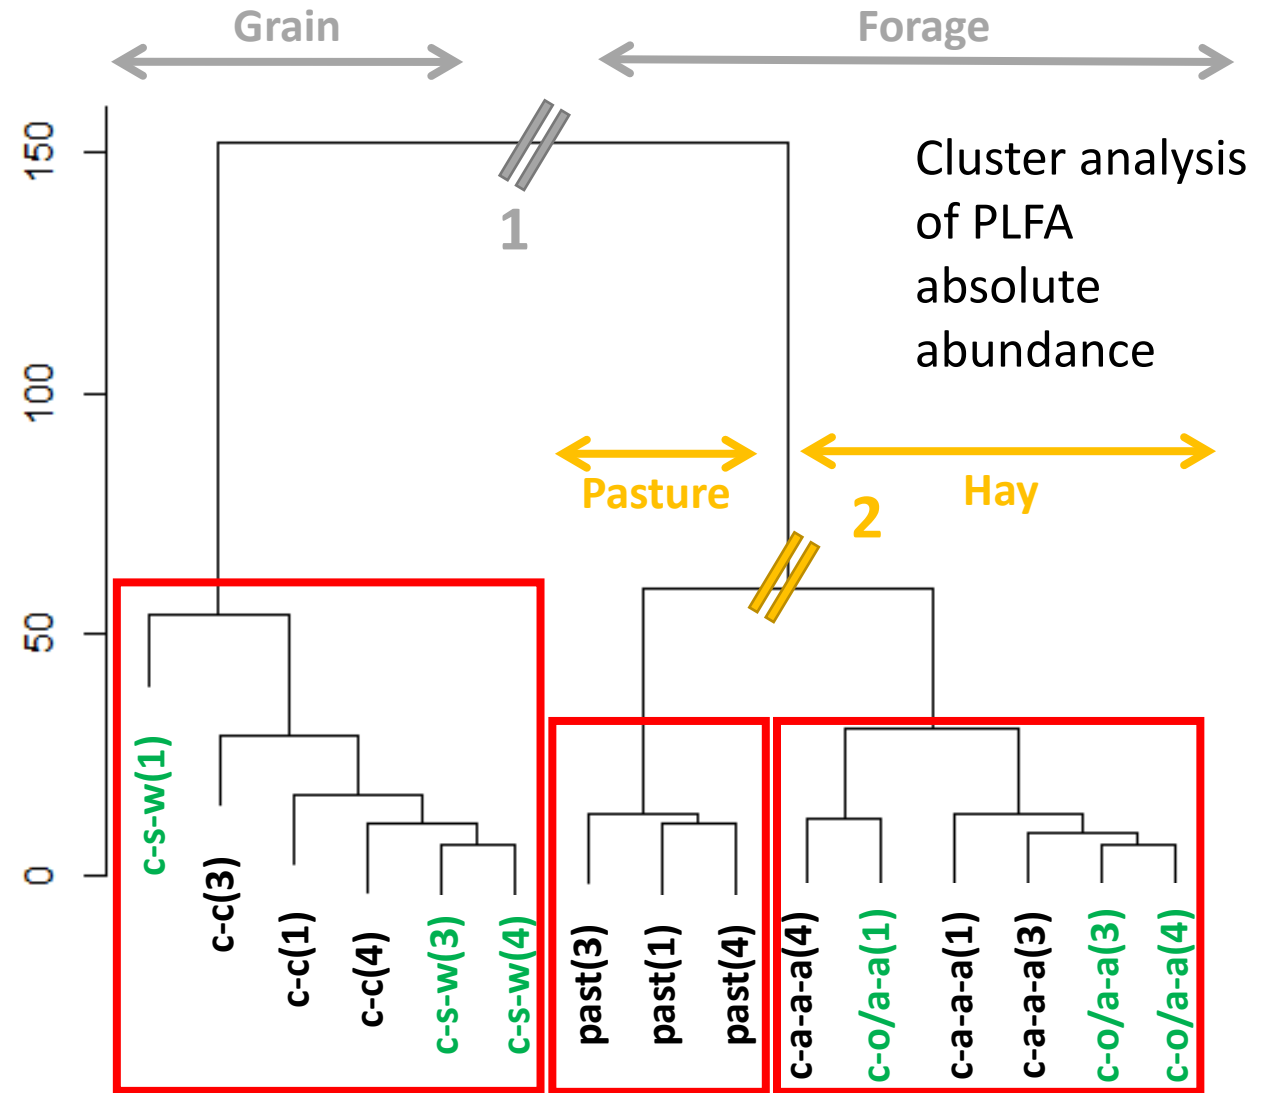 Grain
Forage
150
100
50
0
1
Cluster analysis
of PLFA
absolute
abundance
Pasture
Hay
2
c-s-w(1)
c-c(3)
c-c(1)
c-c(4)
c-s-w(3)
c-s-w(4)
past(3)
past(1)
past(4)
c-a-a-a(4)
c-o/a-a(1)
c-a-a-a(1)
c-a-a-a(3)
c-o/a-a(3)
c-o/a-a(4)